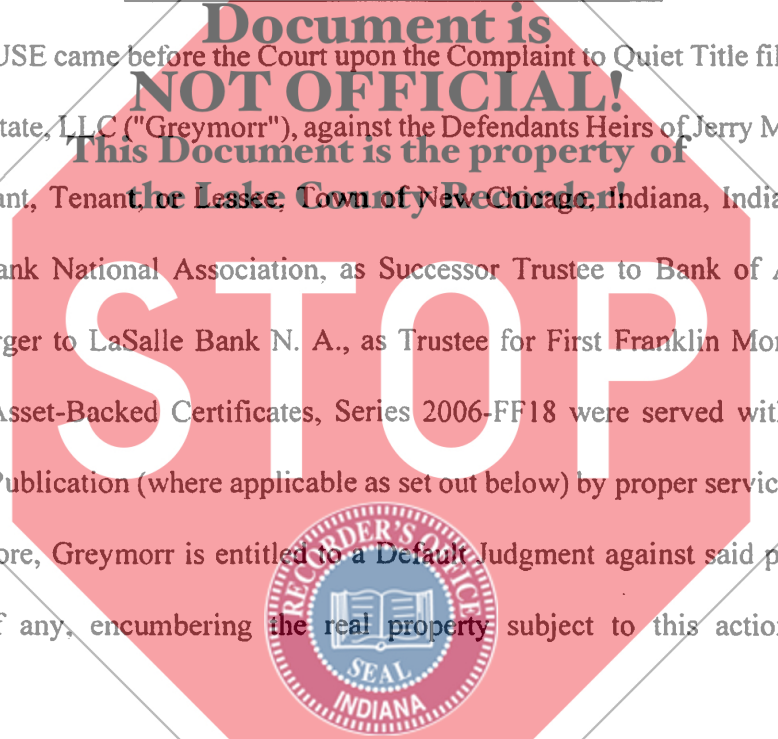 Document is
USE came before the Court upon the Complaint to Quiet Title fil
NOT OFFICIAL!
tate, LLC ("Greymorr"), against the Defendants Heirs of Jerry M
This Document is the property of
ant, Tenant, or Lessee, Town of New Chicago, Indiana, India
the Lake County Recorder!
ank National Association, as Successor Trustee to Bank of A
rger to LaSalle Bank N. A., as Trustee for First Franklin Mor
Asset-Backed Certificates, Series 2006-FF18 were served wit
STOP
Publication (where applicable as set out below) by proper servic
ore, Greymorr is entitled to a Default Judgment against said p
f any, encumbering the real property subject to this action
RECORDER'S OFFICE
SEAL
INDIANA